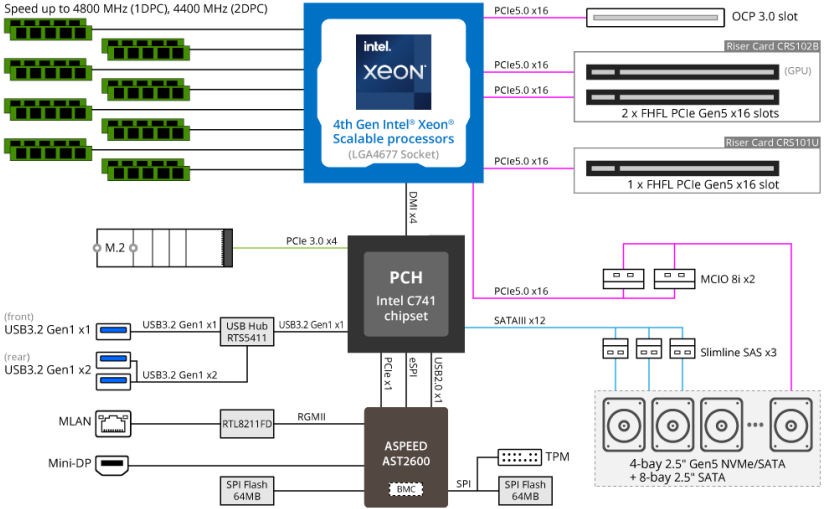 Speed up to 4800 MHz (1DPC), 4400 MHz (2DPC)
PCIe5.0 x16
OCP 3.0 slot
intel.
xeon®
4th Gen Intel® Xeon®
Scalable processors
(LGA4677 Socket)
Riser Card CRS102B
PCIe5.0 x16
(GPU)
PCIe5.0 x16
2 x FHFL PCIe Gen5 x16 slots
Riser Card CRS101U
PCIe5.0 x16
1 x FHFL PCIe Gen5 x16 slot
DMI x4
M.2
PCIe 3.0 x4
PCH
Intel C741
chipset
PCIe5.0 x16
MCIO 8i x2
SATAIII x12
Slimline SAS x3
(front)
USB3.2 Gen1 x1
USB3.2 Gen1 x1
USB Hub
RTS5411
USB3.2 Gen1 x1
(rear)
USB3.2 Gen1 x2
USB3.2 Gen1 x2
PCIe x1
eSPI
USB2.0 x1
MLAN
RTL8211FD
RGMII
ASPEED
AST2600
BMC
Mini-DP
SPI Flash
64MB
SPI
TPM
SPI Flash
64MB
4-bay 2.5" Gen5 NVMe/SATA
+ 8-bay 2.5" SATA